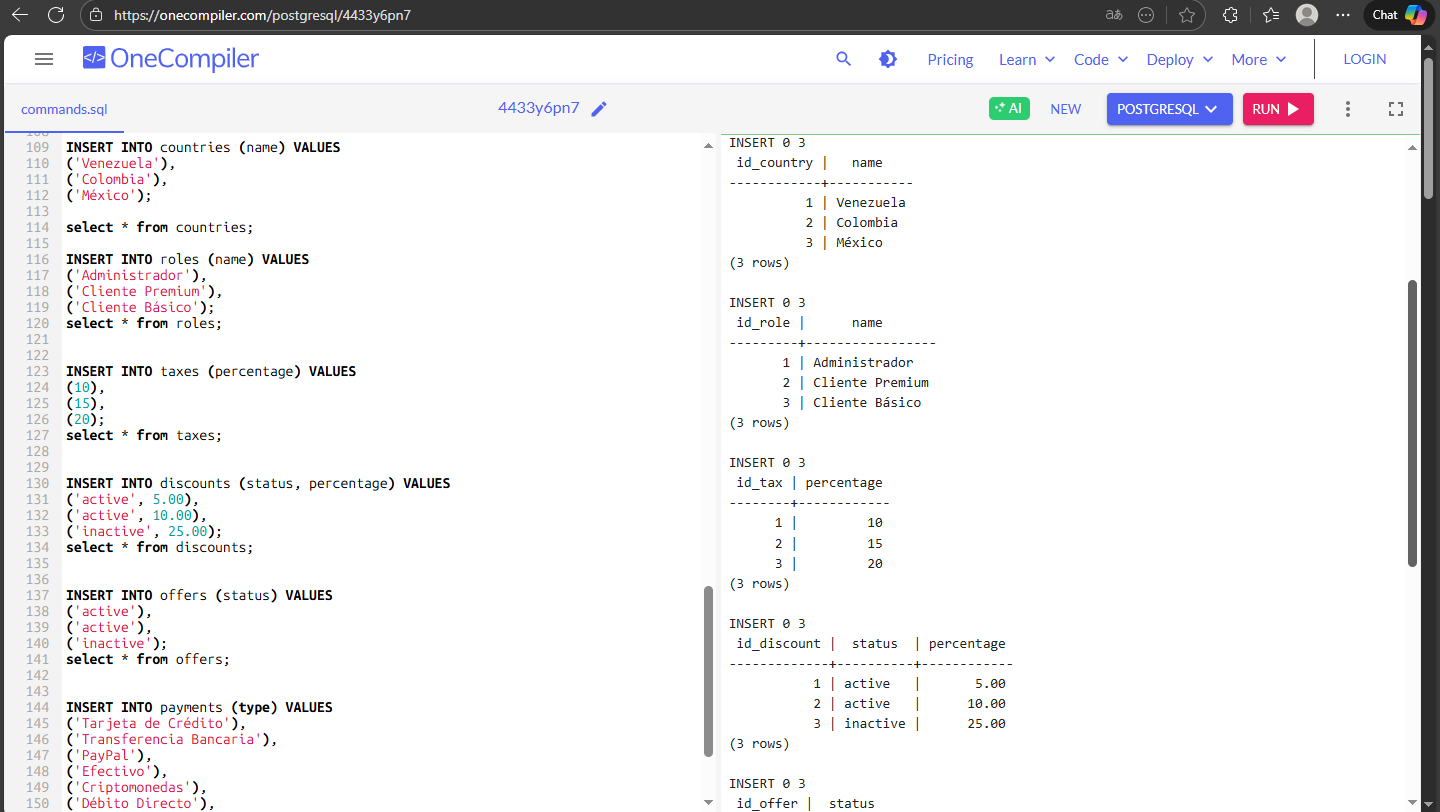 https://onecompiler.com/postgresql/4433y6pn7
Chat
OneCompiler
Pricing
Learn
Code
Deploy
More
LOGIN
commands.sql
4433y6pn7
AI
NEW
POSTGRESQL
RUN
109 INSERT INTO countries (name) VALUES
110 ('Venezuela'),
111 ('Colombia'),
112 ('México');
113
114 select * from countries;
115
116 INSERT INTO roles (name) VALUES
117 ('Administrador'),
118 ('Cliente Premium'),
119 ('Cliente Básico');
120 select * from roles;
121
122
123 INSERT INTO taxes (percentage) VALUES
124 (10),
125 (15),
126 (20);
127 select * from taxes;
128
129
130 INSERT INTO discounts (status, percentage) VALUES
131 ('active', 5.00),
132 ('active', 10.00),
133 ('inactive', 25.00);
134 select * from discounts;
135
136
137 INSERT INTO offers (status) VALUES
138 ('active'),
139 ('active'),
140 ('inactive');
141 select * from offers;
142
143
144 INSERT INTO payments (type) VALUES
145 ('Tarjeta de Crédito'),
146 ('Transferencia Bancaria'),
147 ('PayPal'),
148 ('Efectivo'),
149 ('Criptomonedas'),
150 ('Débito Directo'),
INSERT 0 3
 id_country |   name
------------+-----------
          1 | Venezuela
          2 | Colombia
          3 | México
(3 rows)

INSERT 0 3
 id_role |      name
---------+-----------------
       1 | Administrador
       2 | Cliente Premium
       3 | Cliente Básico
(3 rows)

INSERT 0 3
 id_tax | percentage
--------+------------
      1 |         10
      2 |         15
      3 |         20
(3 rows)

INSERT 0 3
 id_discount |  status  | percentage
-------------+----------+------------
           1 | active   |       5.00
           2 | active   |      10.00
           3 | inactive |      25.00
(3 rows)

INSERT 0 3
 id_offer |  status